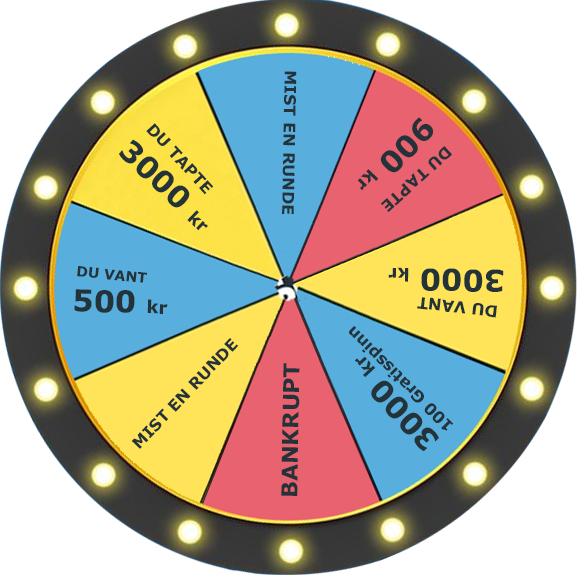 MIST EN RUNDE
DU TAPTE
900 kr
DU VANT
3000 kr
100 Gratisspinn
3000 kr
BANKRUPT
MIST EN RUNDE
DU VANT
500 kr
DU TAPTE
3000 kr